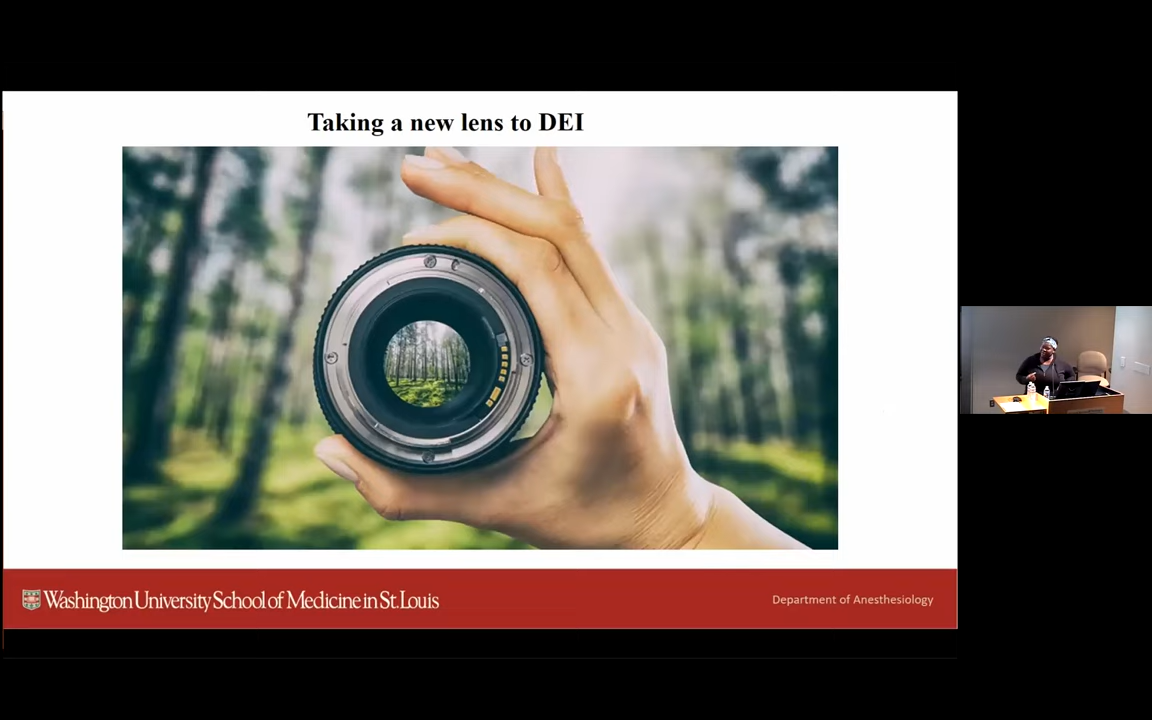 Taking a new lens to DEI
Washington University School of Medicine in St. Louis
Department of Anesthesiology